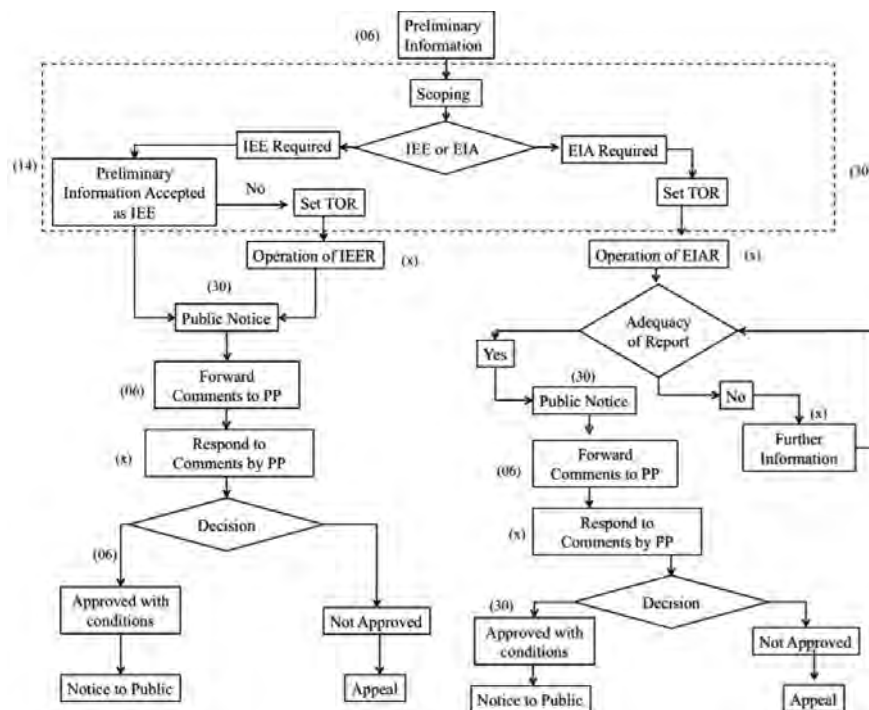 (06)
Preliminary
Information
Scoping
IEE Required
IEE or EIA
EIA Required
(14)
(30
Preliminary
Information Accepted
as IEE
No
Set TOR
Set TOR
Operation of IEER
(x)
Operation of EIAR
(x)
(30)
Public Notice
Adequacy
of Report
Yes
No
(30)
Public Notice
(x)
Further
Information
(06)
Forward
Comments to PP
(06)
Forward
Comments to PP
(x)
Respond to
Comments by PP
(x)
Respond to
Comments by PP
Decision
(06)
Approved with
conditions
Not Approved
Notice to Public
Appeal
Decision
(30)
Approved with
conditions
Not Approved
Notice to Public
Appeal